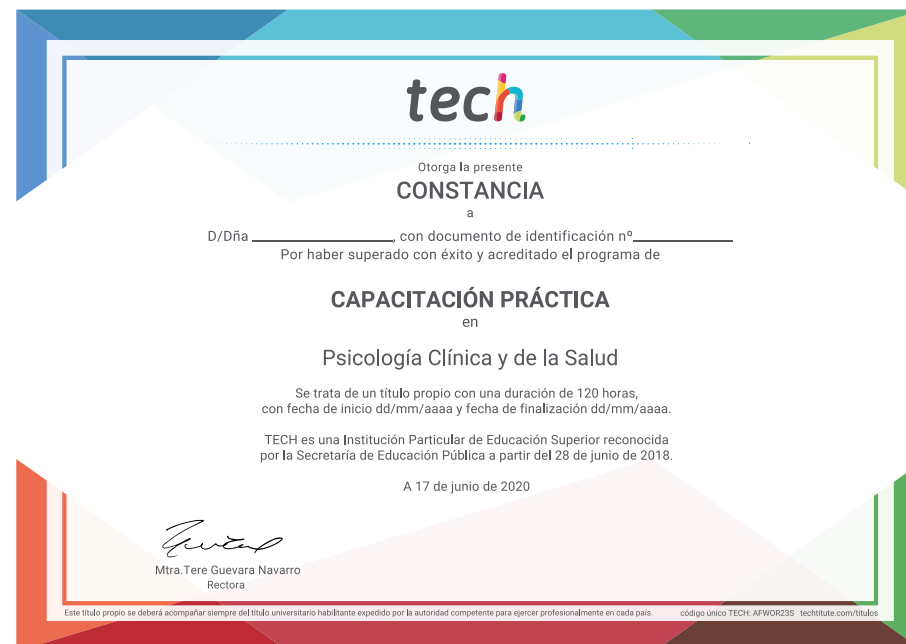 tech
Otorga la presente
CONSTANCIA
a
D/Dña ____________________, con documento de identificación nº______________
Por haber superado con éxito y acreditado el programa de
CAPACITACIÓN PRÁCTICA
en
Psicología Clínica y de la Salud
Se trata de un título propio con una duración de 120 horas,
con fecha de inicio dd/mm/aaaa y fecha de finalización dd/mm/aaaa.
TECH es una Institución Particular de Educación Superior reconocida
por la Secretaría de Educación Pública a partir del 28 de junio de 2018.
A 17 de junio de 2020
Mtra.Tere Guevara Navarro
Rectora
Este título propio se deberá acompañar siempre del título universitario habilitante expedido por la autoridad competente para ejercer profesionalmente en cada país. código único TECH: AFWOR23S techtitute.com/titulos